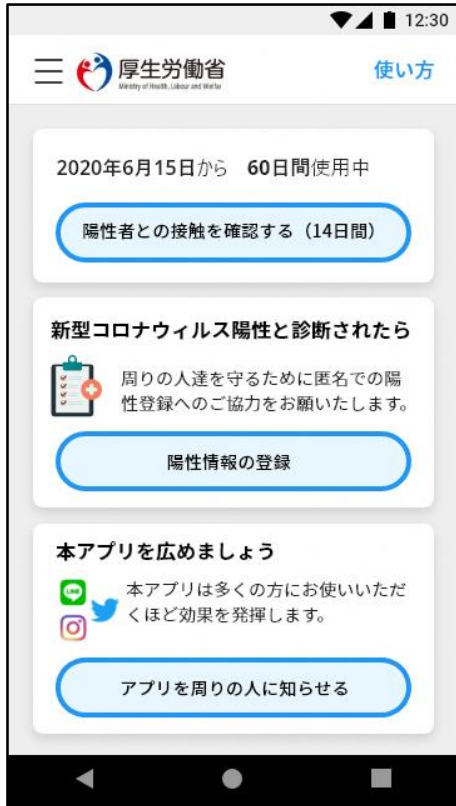 12:30
厚生労働省
Ministry of Health, Labour and Welfar
使い方
2020年6月15日から 60日間使用中
陽性者との接触を確認する(14日間)
新型コロナウィルス陽性と診断されたら
周りの人達を守るために匿名での陽
性登録へのご協力をお願いたします。
陽性情報の登録
本アプリを広めましょう
LINE
本アプリは多くの方にお使いいただ
くほど効果を発揮します。
アプリを周りの人に知らせる